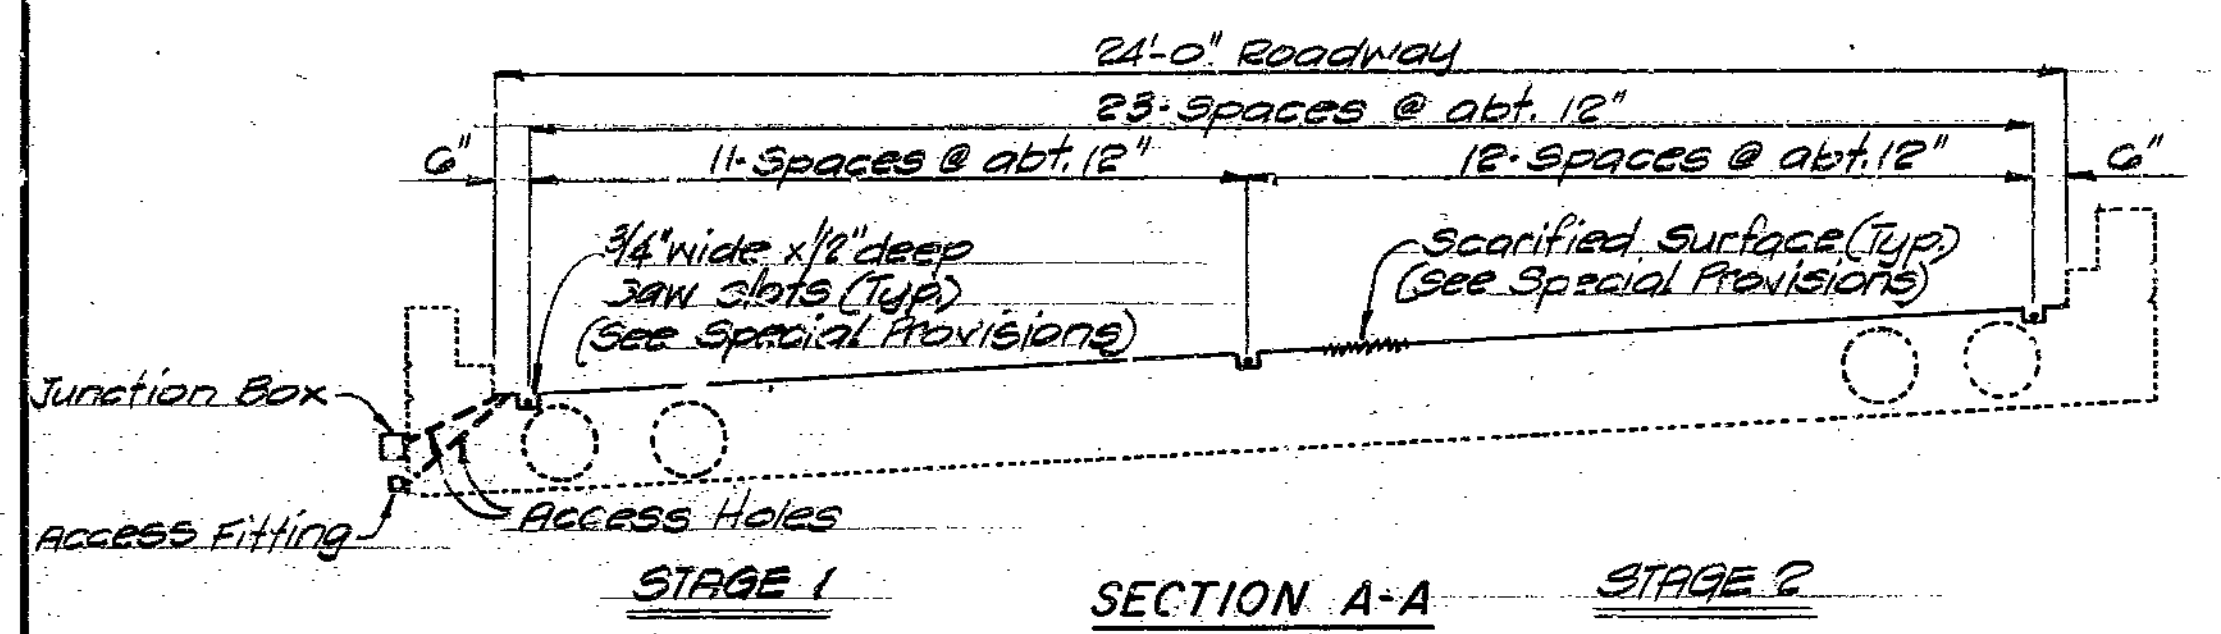 24'-0" Roadway
23-Spaces @ abt. 12"
6"
11-Spaces @ abt. 12"
12-Spaces @ abt. 12"
6"
3/4" wide x 1/2" deep
saw slots (Typ.)
(See Special Provisions)
Scarified Surface (Typ.)
(See Special Provisions)
Junction Box
Access Fitting
Access Holes
STAGE 1
SECTION A-A
STAGE 2